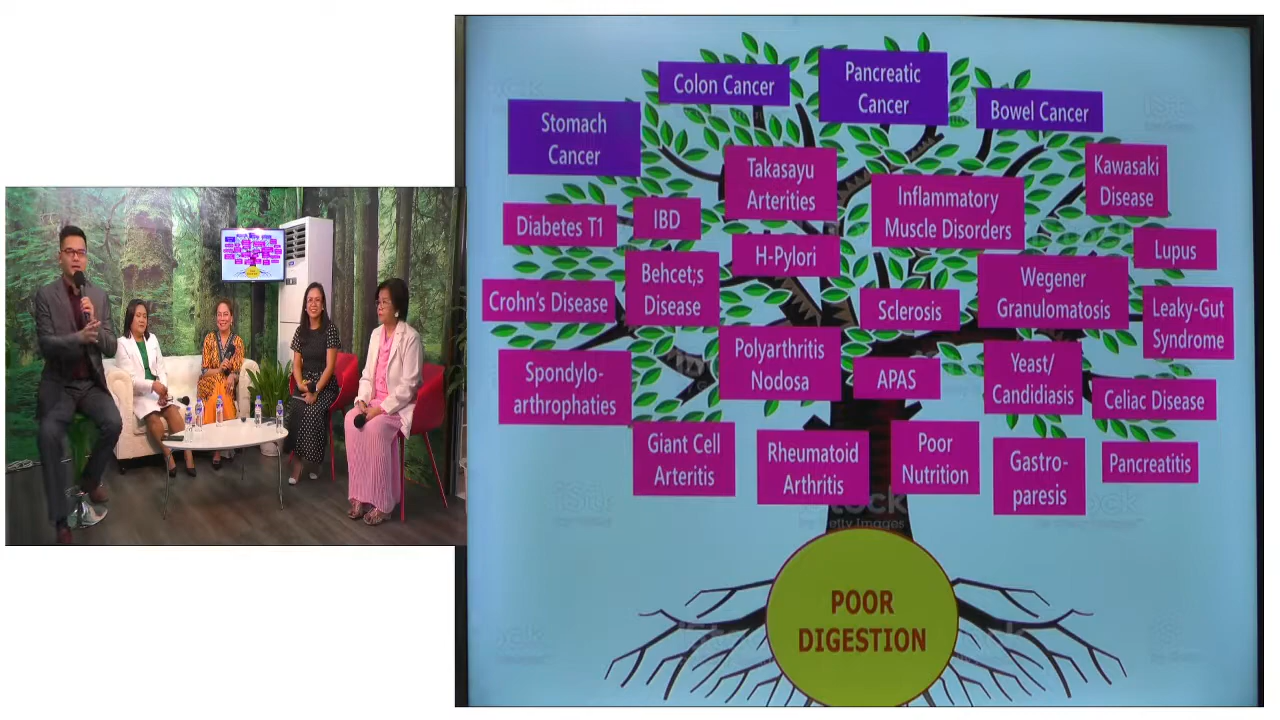 Colon Cancer
Pancreatic
Cancer
Bowel Cancer
Stomach
Cancer
Takasayu
Arterities
Kawasaki
Disease
Inflammatory
Muscle Disorders
Diabetes T1
IBD
H-Pylori
Lupus
Behcet;s
Disease
Wegener
Granulomatosis
Crohn's Disease
Sclerosis
Leaky-Gut
Syndrome
Polyarthritis
Nodosa
Yeast/
Candidiasis
Spondylo-
arthrophaties
APAS
Celiac Disease
Giant Cell
Arteritis
Rheumatoid
Arthritis
Poor
Nutrition
Gastro-
paresis
Pancreatitis
POOR
DIGESTION